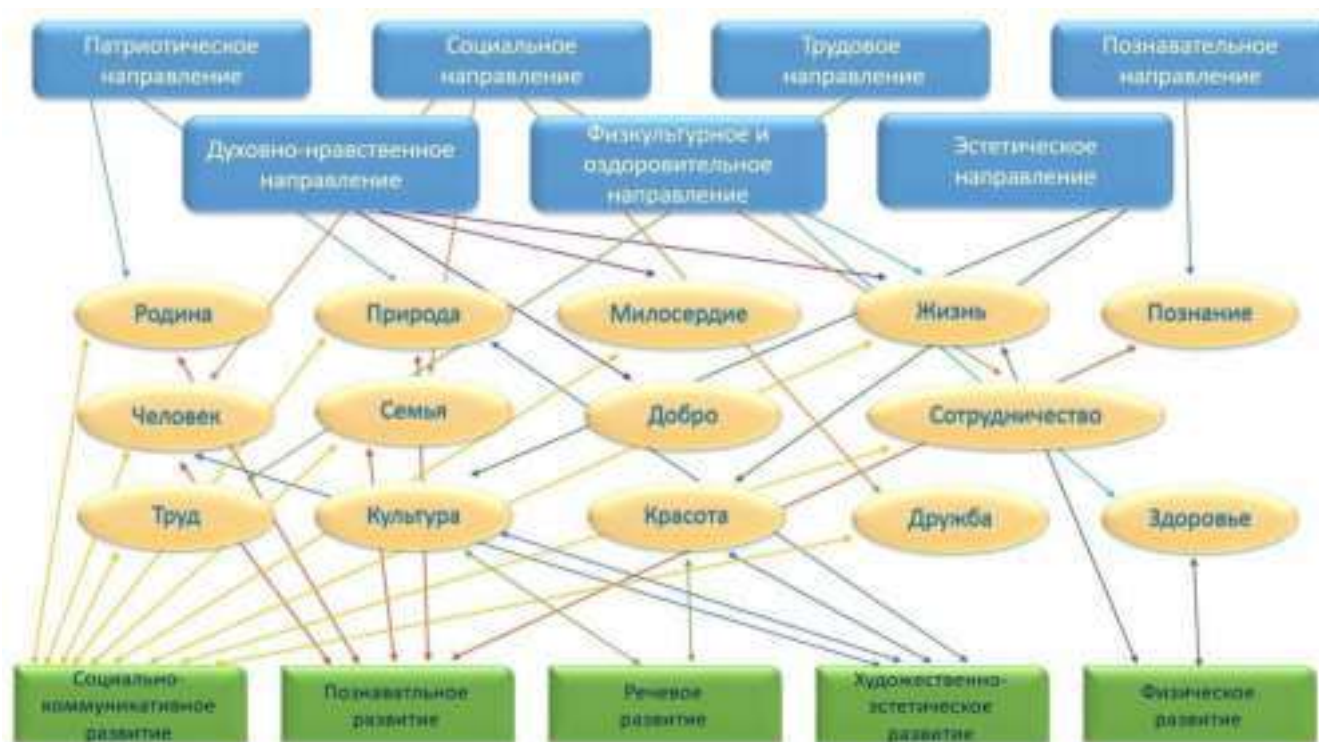 Патриотическое
направление
Социальное
направление
Трудовое
направление
Познавательное
направление
Духовно-нравственное
направление
Физкультурное и
оздоровительное
направление
Эстетическое
направление
Родина
Природа
Милосердие
Жизнь
Познание
Человек
Семья
Добро
Сотрудничество
Труд
Культура
Красота
Дружба
Здоровье
Социально-
коммуникативное
развитие
Познаватльное
развитие
Речевое
развитие
Художественно-
эстетическое
развитие
Физическое
развитие